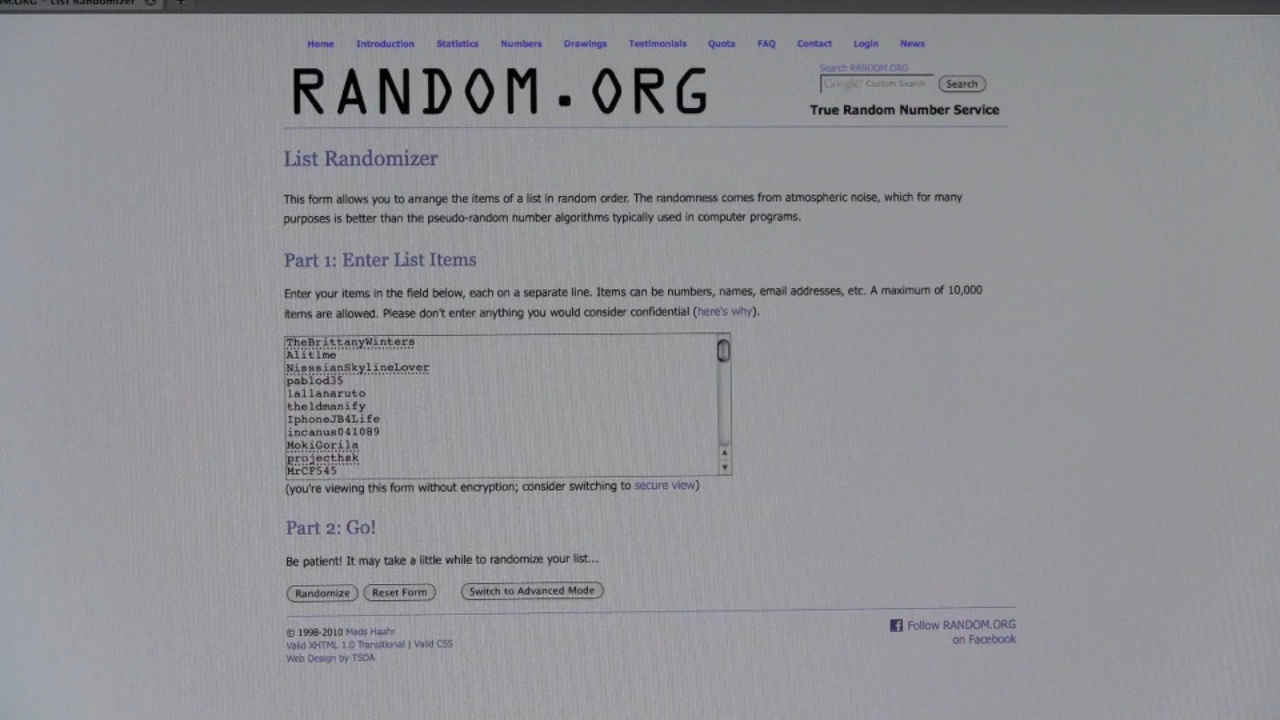 List Randomizer
Home Introduction Statistics Numbers Drawings Testimonials Quota FAQ Contact Login News
Search RANDOM.ORG
RANDOM.ORG
Google™ Custom Search Search
True Random Number Service
List Randomizer
This form allows you to arrange the items of a list in random order. The randomness comes from atmospheric noise, which for many
purposes is better than the pseudo-random number algorithms typically used in computer programs.
Part 1: Enter List Items
Enter your items in the field below, each on a separate line. Items can be numbers, names, email addresses, etc. A maximum of 10,000
items are allowed. Please don't enter anything you would consider confidential (here's why).
TheBrittanyWinters
Alitime
NisssianSkylineLover
pablod35
lallanaruto
theldmanify
IphoneJB4Life
incanus041089
MokiGorila
projecthsk
MrCF545
(you're viewing this form without encryption; consider switching to secure view)
Part 2: Go!
Be patient! It may take a little while to randomize your list...
Randomize Reset Form Switch to Advanced Mode
© 1998-2010 Mads Haahr
Valid XHTML 1.0 Transitional | Valid CSS
Web Design by TSDA
Follow RANDOM.ORG
on Facebook